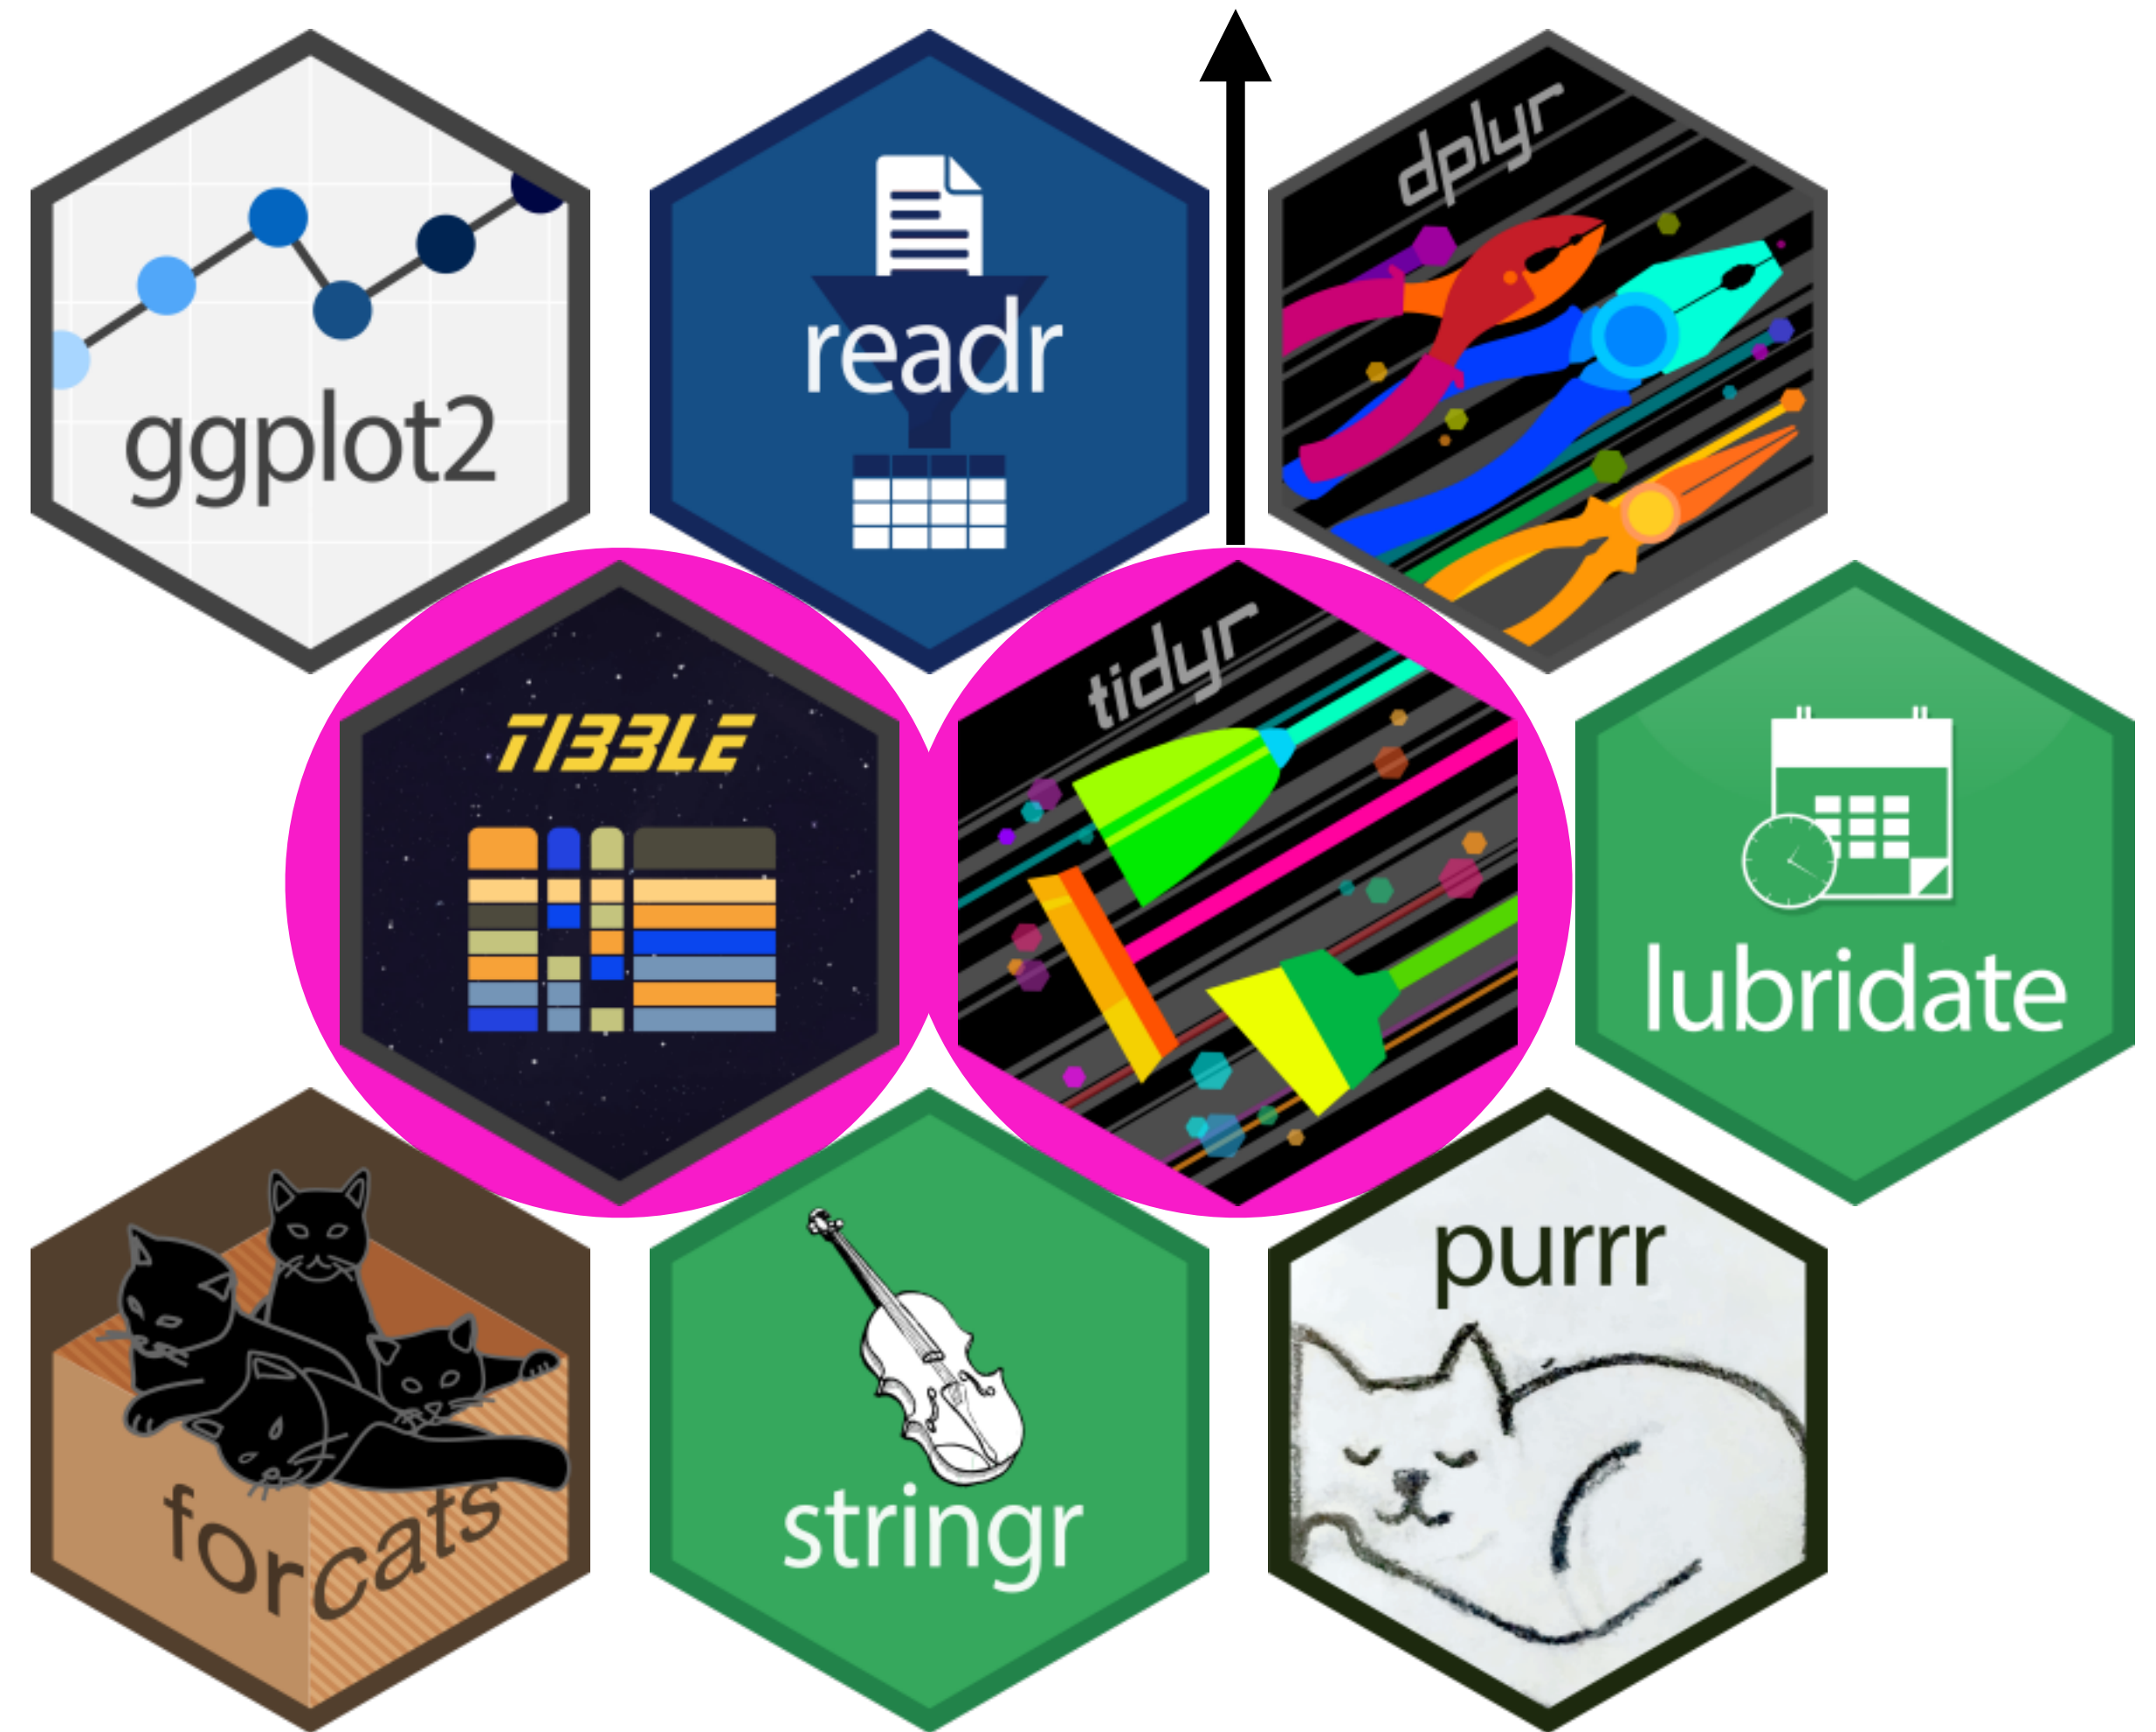 ggplot2
readr
dplyr
TIBBLE
tidyr
lubridate
forcats
stringr
purrr